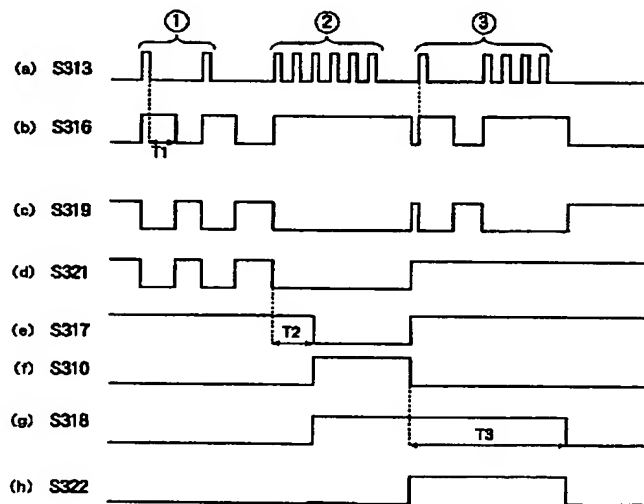 ① ② ③
(a) S313
(b) S316
T1
(c) S319
(d) S321
(e) S317
T2
(f) S310
(g) S318
T3
(h) S322